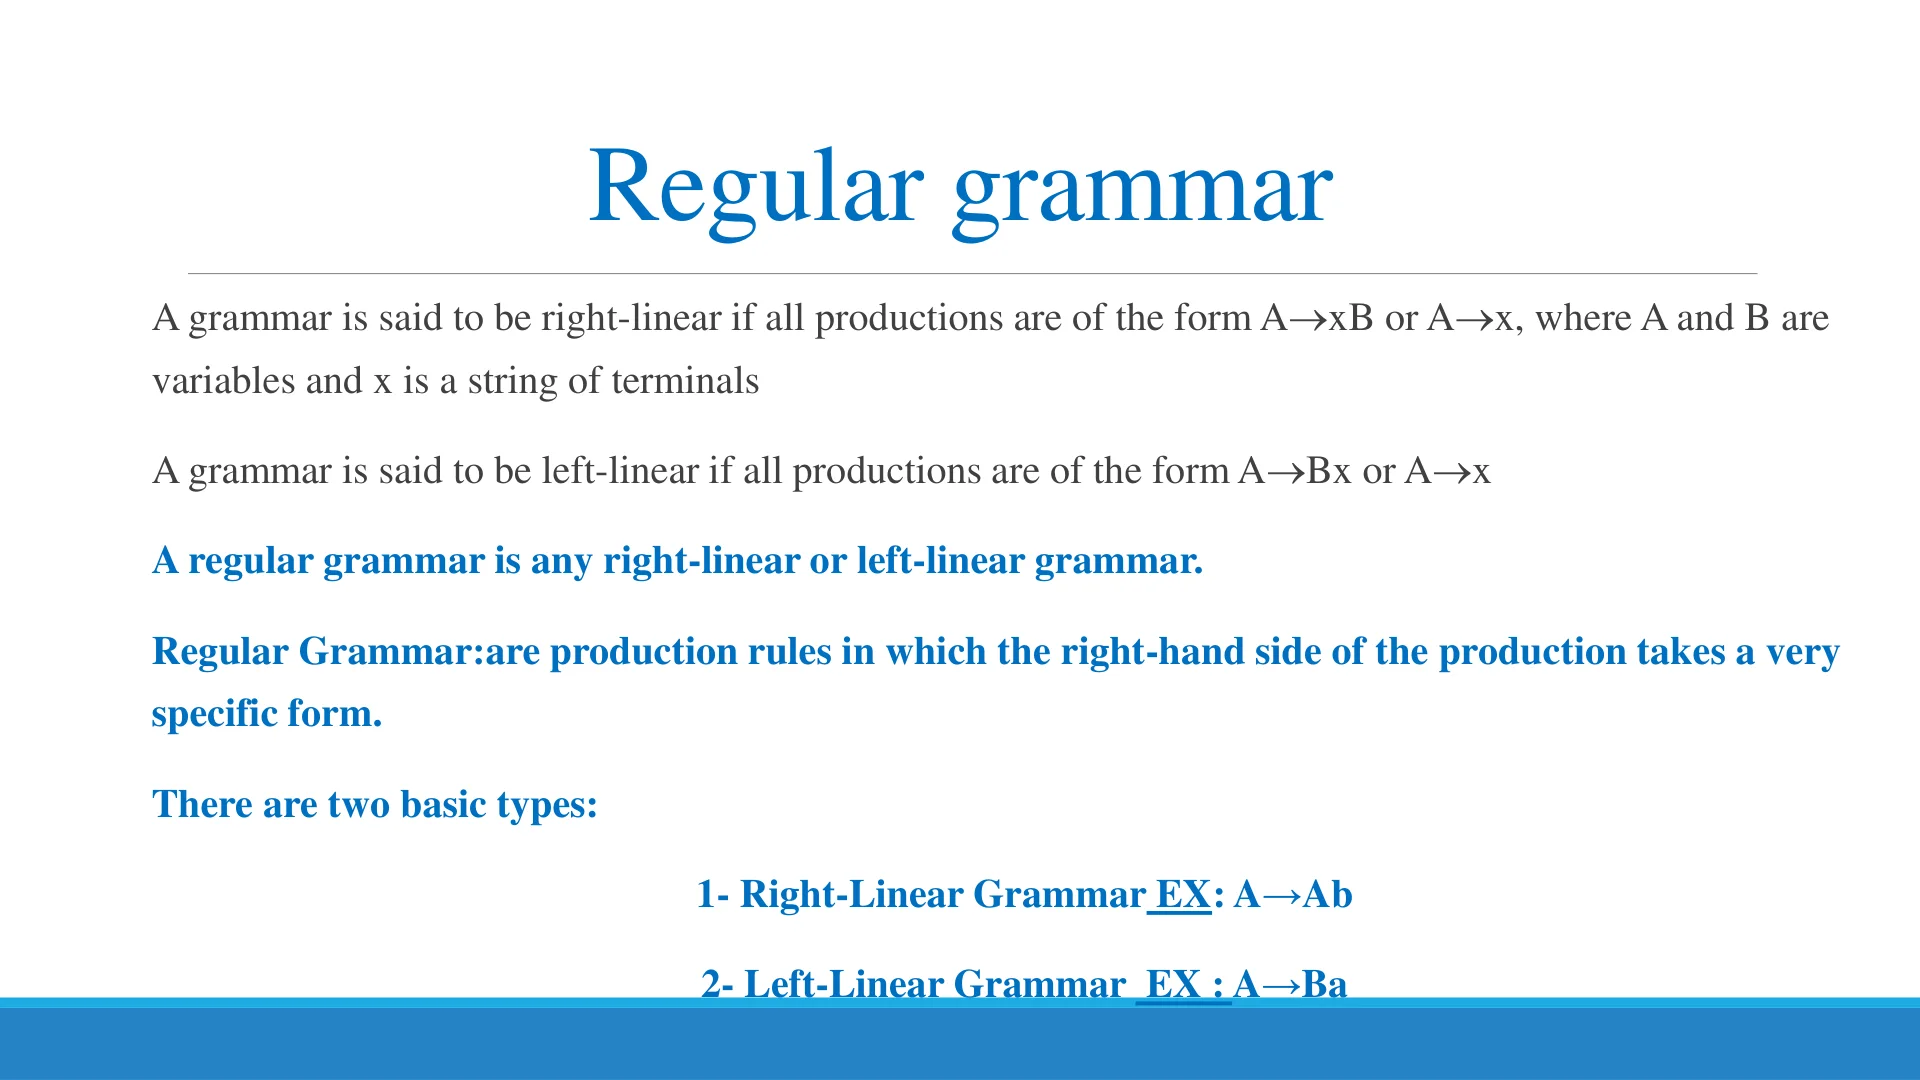 Regular grammar
A grammar is said to be right-linear if all productions are of the form A→xB or A→x, where A and B are
variables and x is a string of terminals
A grammar is said to be left-linear if all productions are of the form A→Bx or A→x
A regular grammar is any right-linear or left-linear grammar.
Regular Grammar:are production rules in which the right-hand side of the production takes a very
specific form.
There are two basic types:
1- Right-Linear Grammar EX: A→Ab
2- Left-Linear Grammar EX : A→Ba